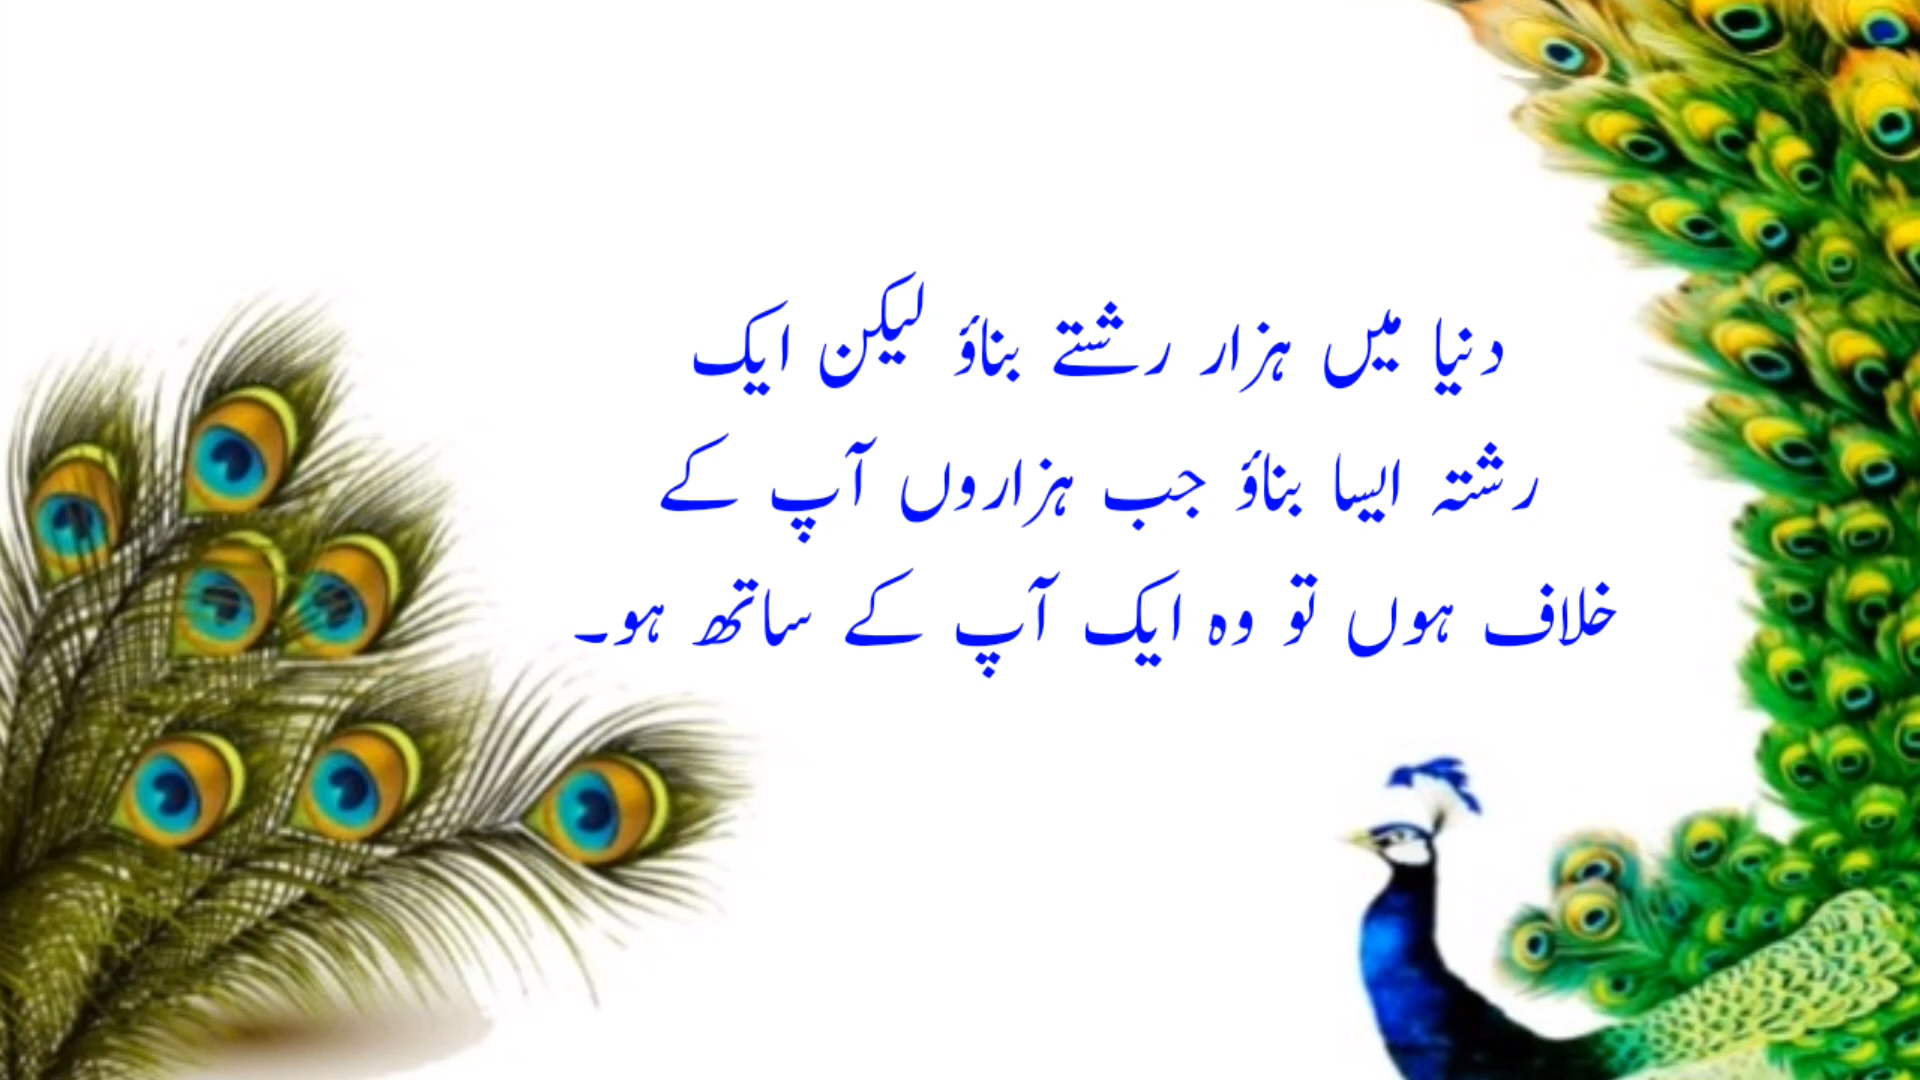 دنیا میں ہزار رشتے بناؤ لیکن ایک
رشتہ ایسا بناؤ جب ہزاروں آپ کے
خلاف ہوں تو وہ ایک آپ کے ساتھ ہو۔